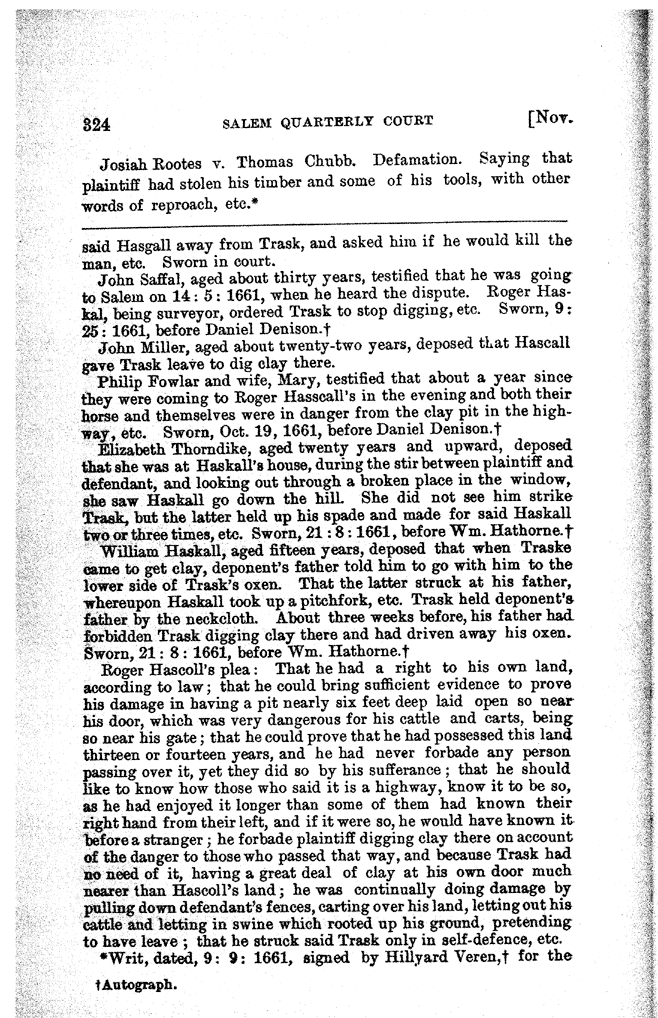 324 SALEM QUARTERLY COURT [Nov.
Josiah Rootes v. Thomas Chubb. Defamation. Saying that
plaintiff had stolen his timber and some of his tools, with other
words of reproach, etc.*
said Hasgall away from Trask, and asked him if he would kill the
man, etc. Sworn in court.
John Saffal, aged about thirty years, testified that he was going
to Salem on 14: 5: 1661, when he heard the dispute. Roger Has-
kal, being surveyor, ordered Trask to stop digging, etc. Sworn, 9:
25: 1661, before Daniel Denison.†
John Miller, aged about twenty-two years, deposed that Hascall
gave Trask leave to dig clay there.
Philip Fowlar and wife, Mary, testified that about a year since
they were coming to Roger Hasscall's in the evening and both their
horse and themselves were in danger from the clay pit in the high-
way, etc. Sworn, Oct. 19, 1661, before Daniel Denison.†
Elizabeth Thorndike, aged twenty years and upward, deposed
that she was at Haskall's house, during the stir between plaintiff and
defendant, and looking out through a broken place in the window,
she saw Haskall go down the hill. She did not see him strike
Trask, but the latter held up his spade and made for said Haskall
two or three times, etc. Sworn, 21 : 8 : 1661, before Wm. Hathorne.†
William Haskall, aged fifteen years, deposed that when Traske
came to get clay, deponent's father told him to go with him to the
lower side of Trask's oxen. That the latter struck at his father,
whereupon Haskall took up a pitchfork, etc. Trask held deponent's
father by the neckcloth. About three weeks before, his father had
forbidden Trask digging clay there and had driven away his oxen.
Sworn, 21: 8: 1661, before Wm. Hathorne.†
Roger Hascoll's plea: That he had a right to his own land,
according to law; that he could bring sufficient evidence to prove
his damage in having a pit nearly six feet deep laid open so near
his door, which was very dangerous for his cattle and carts, being
so near his gate; that he could prove that he had possessed this land
thirteen or fourteen years, and he had never forbade any person
passing over it, yet they did so by his sufferance; that he should
like to know how those who said it is a highway, know it to be so,
as he had enjoyed it longer than some of them had known their
right hand from their left, and if it were so, he would have known it
before a stranger; he forbade plaintiff digging clay there on account
of the danger to those who passed that way, and because Trask had
no need of it, having a great deal of clay at his own door much
nearer than Hascoll's land; he was continually doing damage by
pulling down defendant's fences, carting over his land, letting out his
cattle and letting in swine which rooted up his ground, pretending
to have leave; that he struck said Trask only in self-defence, etc.
*Writ, dated, 9: 9: 1661, signed by Hillyard Veren,† for the
†Autograph.